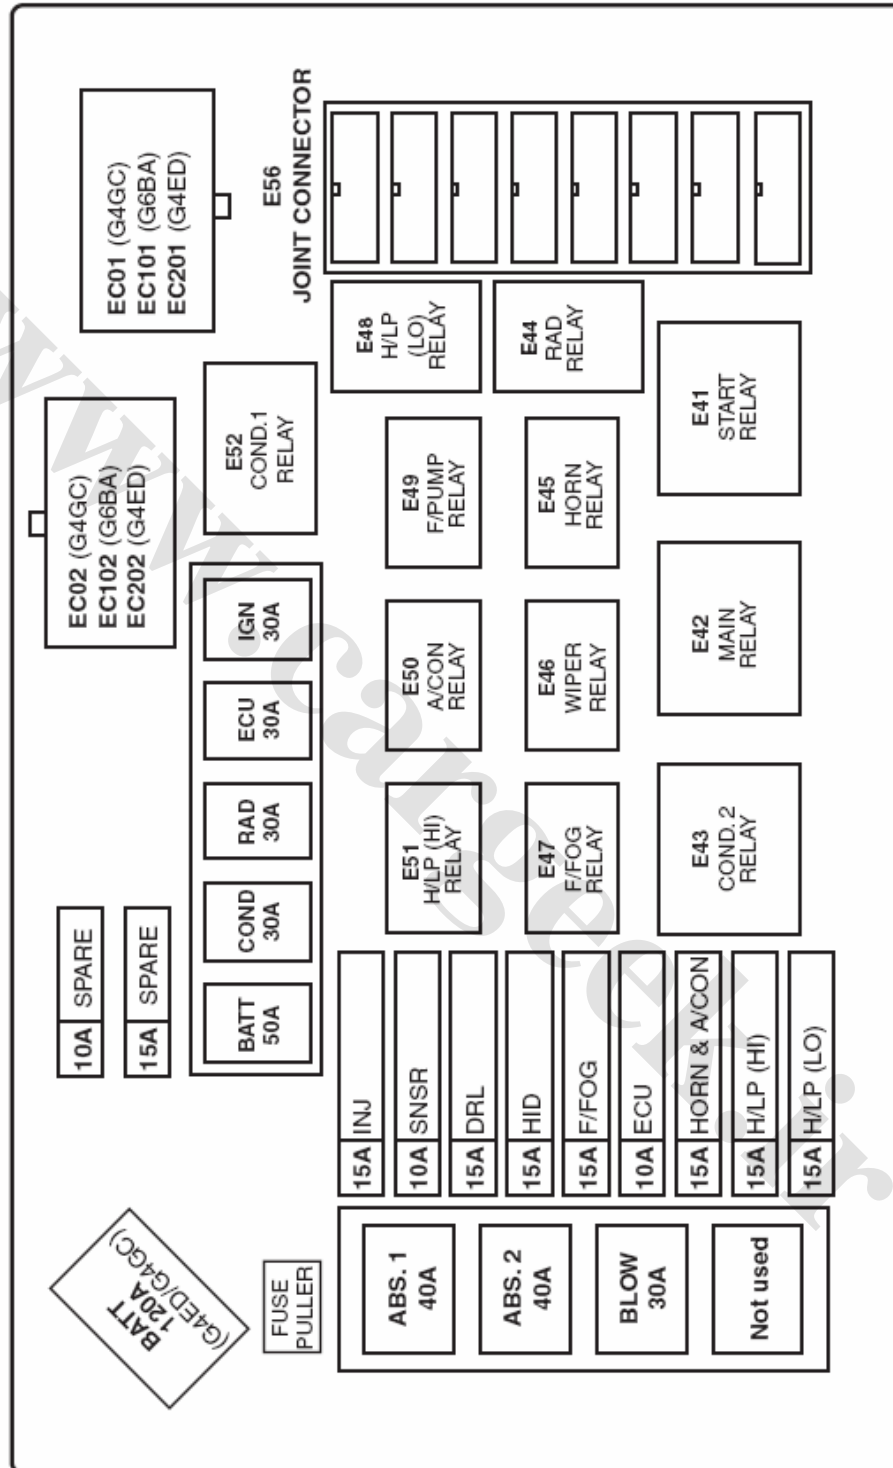 EC01 (G4GC)
EC101 (G6BA)
EC201 (G4ED)
E56
JOINT CONNECTOR
EC02 (G4GC)
EC102 (G6BA)
EC202 (G4ED)
E52
COND.1
RELAY
E48
H/LP
(LO)
RELAY
E44
RAD
RELAY
E49
F/PUMP
RELAY
E45
HORN
RELAY
E41
START
RELAY
IGN
30A
ECU
30A
RAD
30A
COND
30A
BATT
50A
E50
A/CON
RELAY
E46
WIPER
RELAY
E42
MAIN
RELAY
E51
H/LP (HI)
RELAY
E47
F/FOG
RELAY
E43
COND.2
RELAY
10A SPARE
15A SPARE
15A INJ
10A SNSR
15A DRL
15A HID
15A F/FOG
10A ECU
15A HORN & A/CON
15A H/LP (HI)
15A H/LP (LO)
BATT
120A
(G4ED/G4GC)
FUSE
PULLER
ABS. 1
40A
ABS. 2
40A
BLOW
30A
Not used
www.cargeek.ir